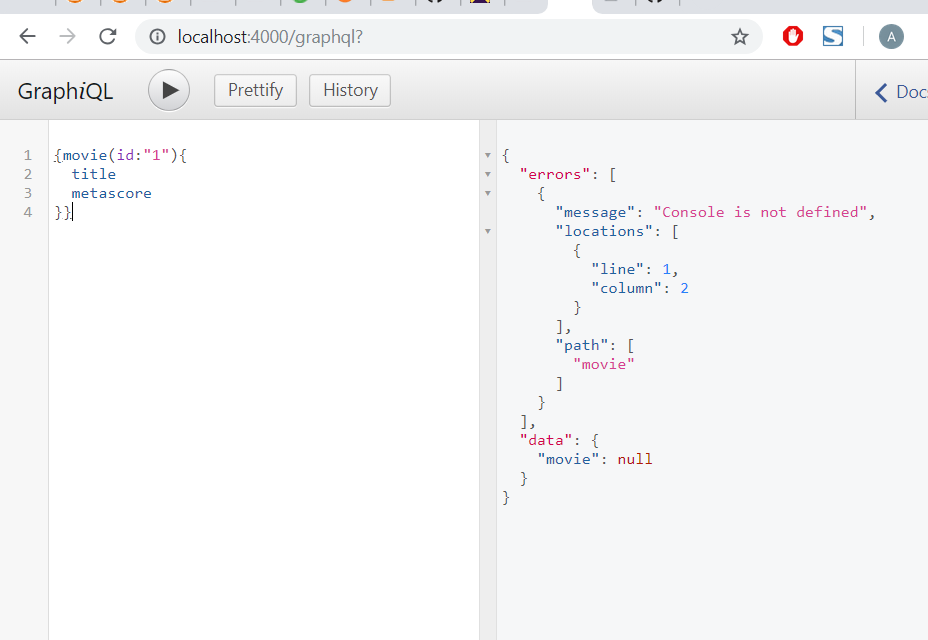 localhost:4000/graphql?
A
GraphiQL
Prettify
History
Doc
1 {movie(id:"1"){
2 title
3 metascore
4 }}
{
"errors": [
{
"message": "Console is not defined",
"locations": [
{
"line": 1,
"column": 2
}
],
"path": [
"movie"
]
}
],
"data": {
"movie": null
}
}